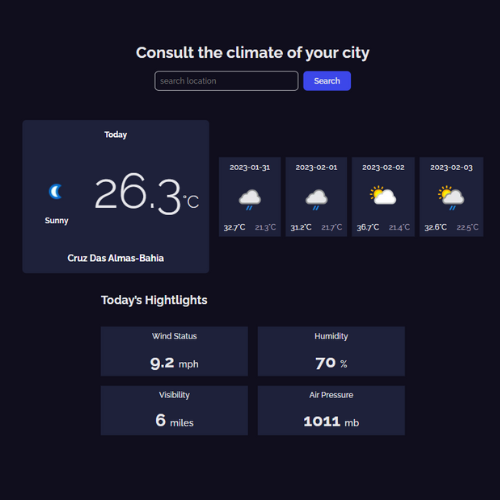 Consult the climate of your city
search location
Search
Today
26.3°C
Sunny
Cruz Das Almas-Bahia
2023-01-31
32.7°C 21.3°C
2023-02-01
31.2°C 21.7°C
2023-02-02
36.7°C 21.4°C
2023-02-03
32.6°C 22.5°C
Today's Hightlights
Wind Status
9.2 mph
Humidity
70 %
Visibility
6 miles
Air Pressure
1011 mb